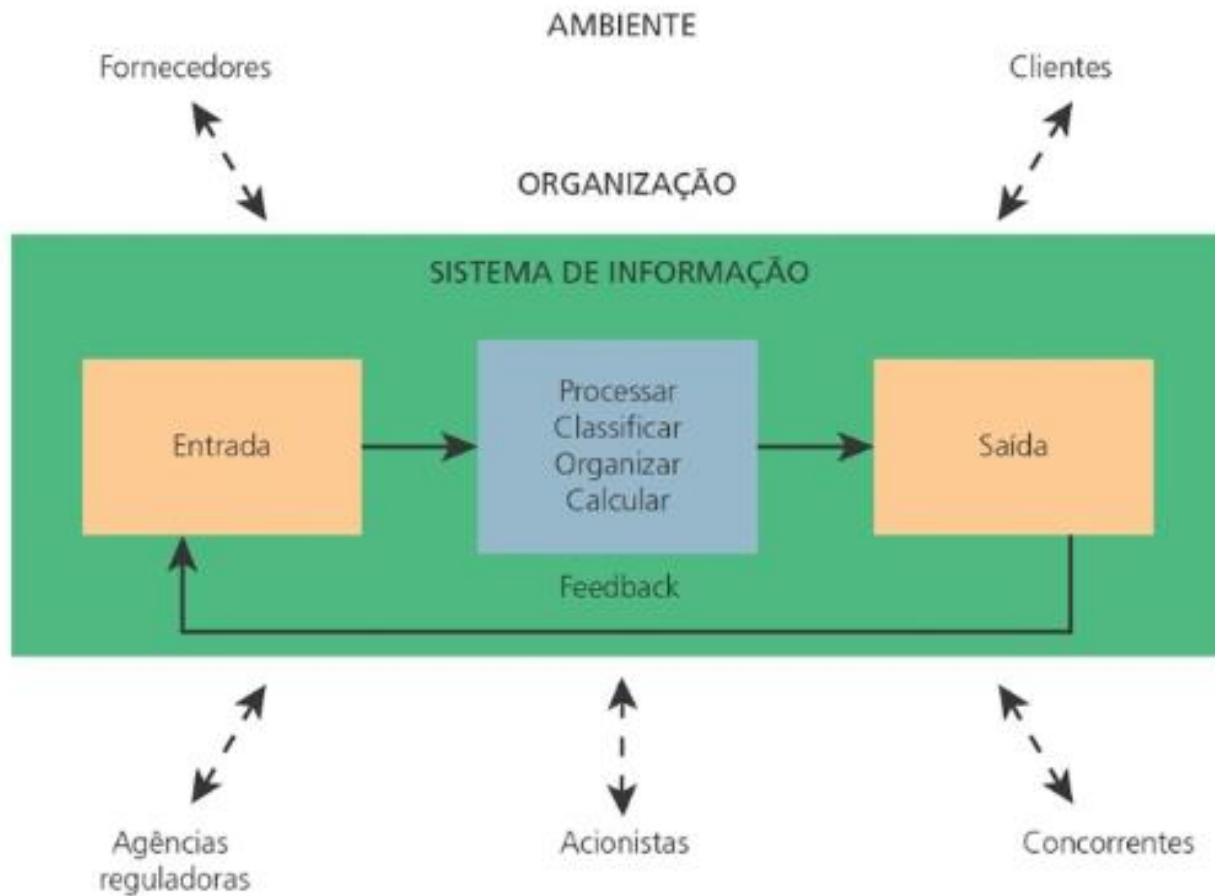 AMBIENTE
Fornecedores
Clientes
ORGANIZAÇÃO
SISTEMA DE INFORMAÇÃO
Entrada
Processar
Classificar
Organizar
Calcular
Saída
Feedback
Agências
reguladoras
Acionistas
Concorrentes